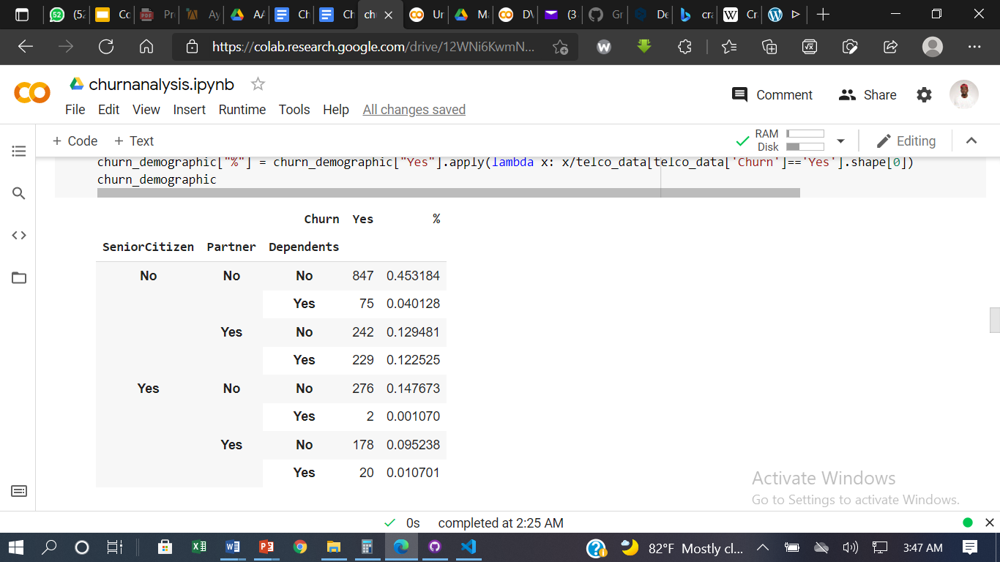 52 (52 Co Pr Ay AA Ch Ch ch Ur Ma DV (3 Gr De cra Cr
https://colab.research.google.com/drive/12WNi6KwmN...
churnanalysis.ipynb
Comment Share
File Edit View Insert Runtime Tools Help All changes saved
+ Code + Text RAM Disk Editing
churn_demographic["%"] = churn_demographic["Yes"].apply(lambda x: x/telco_data[telco_data['Churn']=='Yes'].shape[0])
churn_demographic
Churn Yes %
SeniorCitizen Partner Dependents
No No No 847 0.453184
Yes 75 0.040128
Yes No 242 0.129481
Yes 229 0.122525
Yes No No 276 0.147673
Yes 2 0.001070
Yes No 178 0.095238
Yes 20 0.010701
Activate Windows
Go to Settings to activate Windows.
0s completed at 2:25 AM
82°F Mostly cl... 3:47 AM